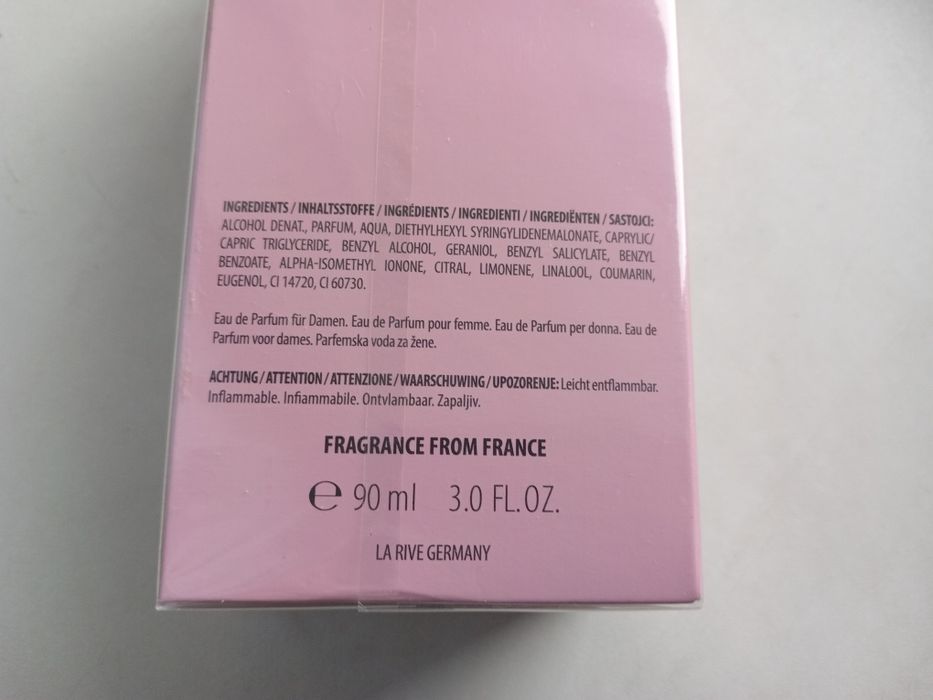 INGREDIENTS / INHALTSSTOFFE / INGRÉDIENTS / INGREDIENTI / INGREDIËNTEN / SASTOJCI:
ALCOHOL DENAT., PARFUM, AQUA, DIETHYLHEXYL SYRINGYLIDENEMALONATE, CAPRYLIC/
CAPRIC TRIGLYCERIDE, BENZYL ALCOHOL, GERANIOL, BENZYL SALICYLATE, BENZYL
BENZOATE, ALPHA-ISOMETHYL IONONE, CITRAL, LIMONENE, LINALOOL, COUMARIN,
EUGENOL, CI 14720, CI 60730.
Eau de Parfum für Damen. Eau de Parfum pour femme. Eau de Parfum per donna. Eau de
Parfum voor dames. Parfemska voda za žene.
ACHTUNG / ATTENTION / ATTENZIONE / WAARSCHUWING / UPOZORENJE: Leicht entflammbar.
Inflammable. Infiammabile. Ontvlambaar. Zapaljiv.
FRAGRANCE FROM FRANCE
℮ 90 ml 3.0 FL.OZ.
LA RIVE GERMANY